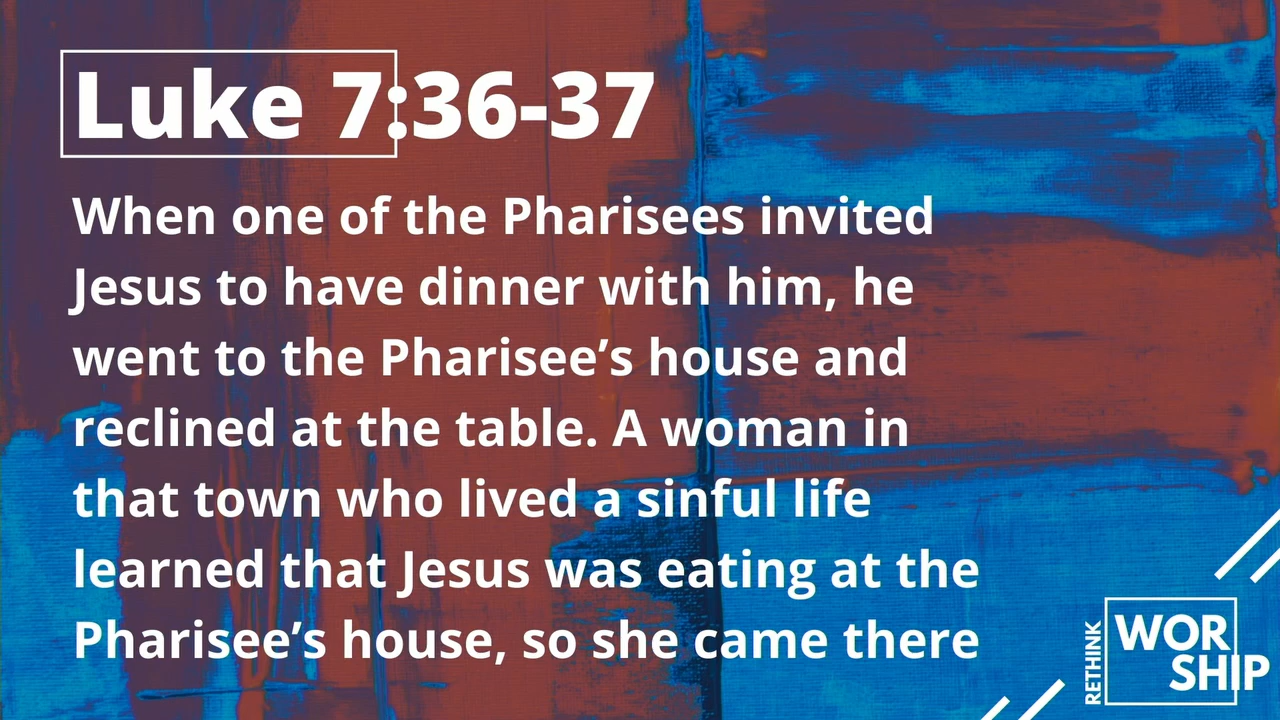 Luke 7:36-37
When one of the Pharisees invited
Jesus to have dinner with him, he
went to the Pharisee’s house and
reclined at the table. A woman in
that town who lived a sinful life
learned that Jesus was eating at the
Pharisee’s house, so she came there
RETHINK
WOR
SHIP